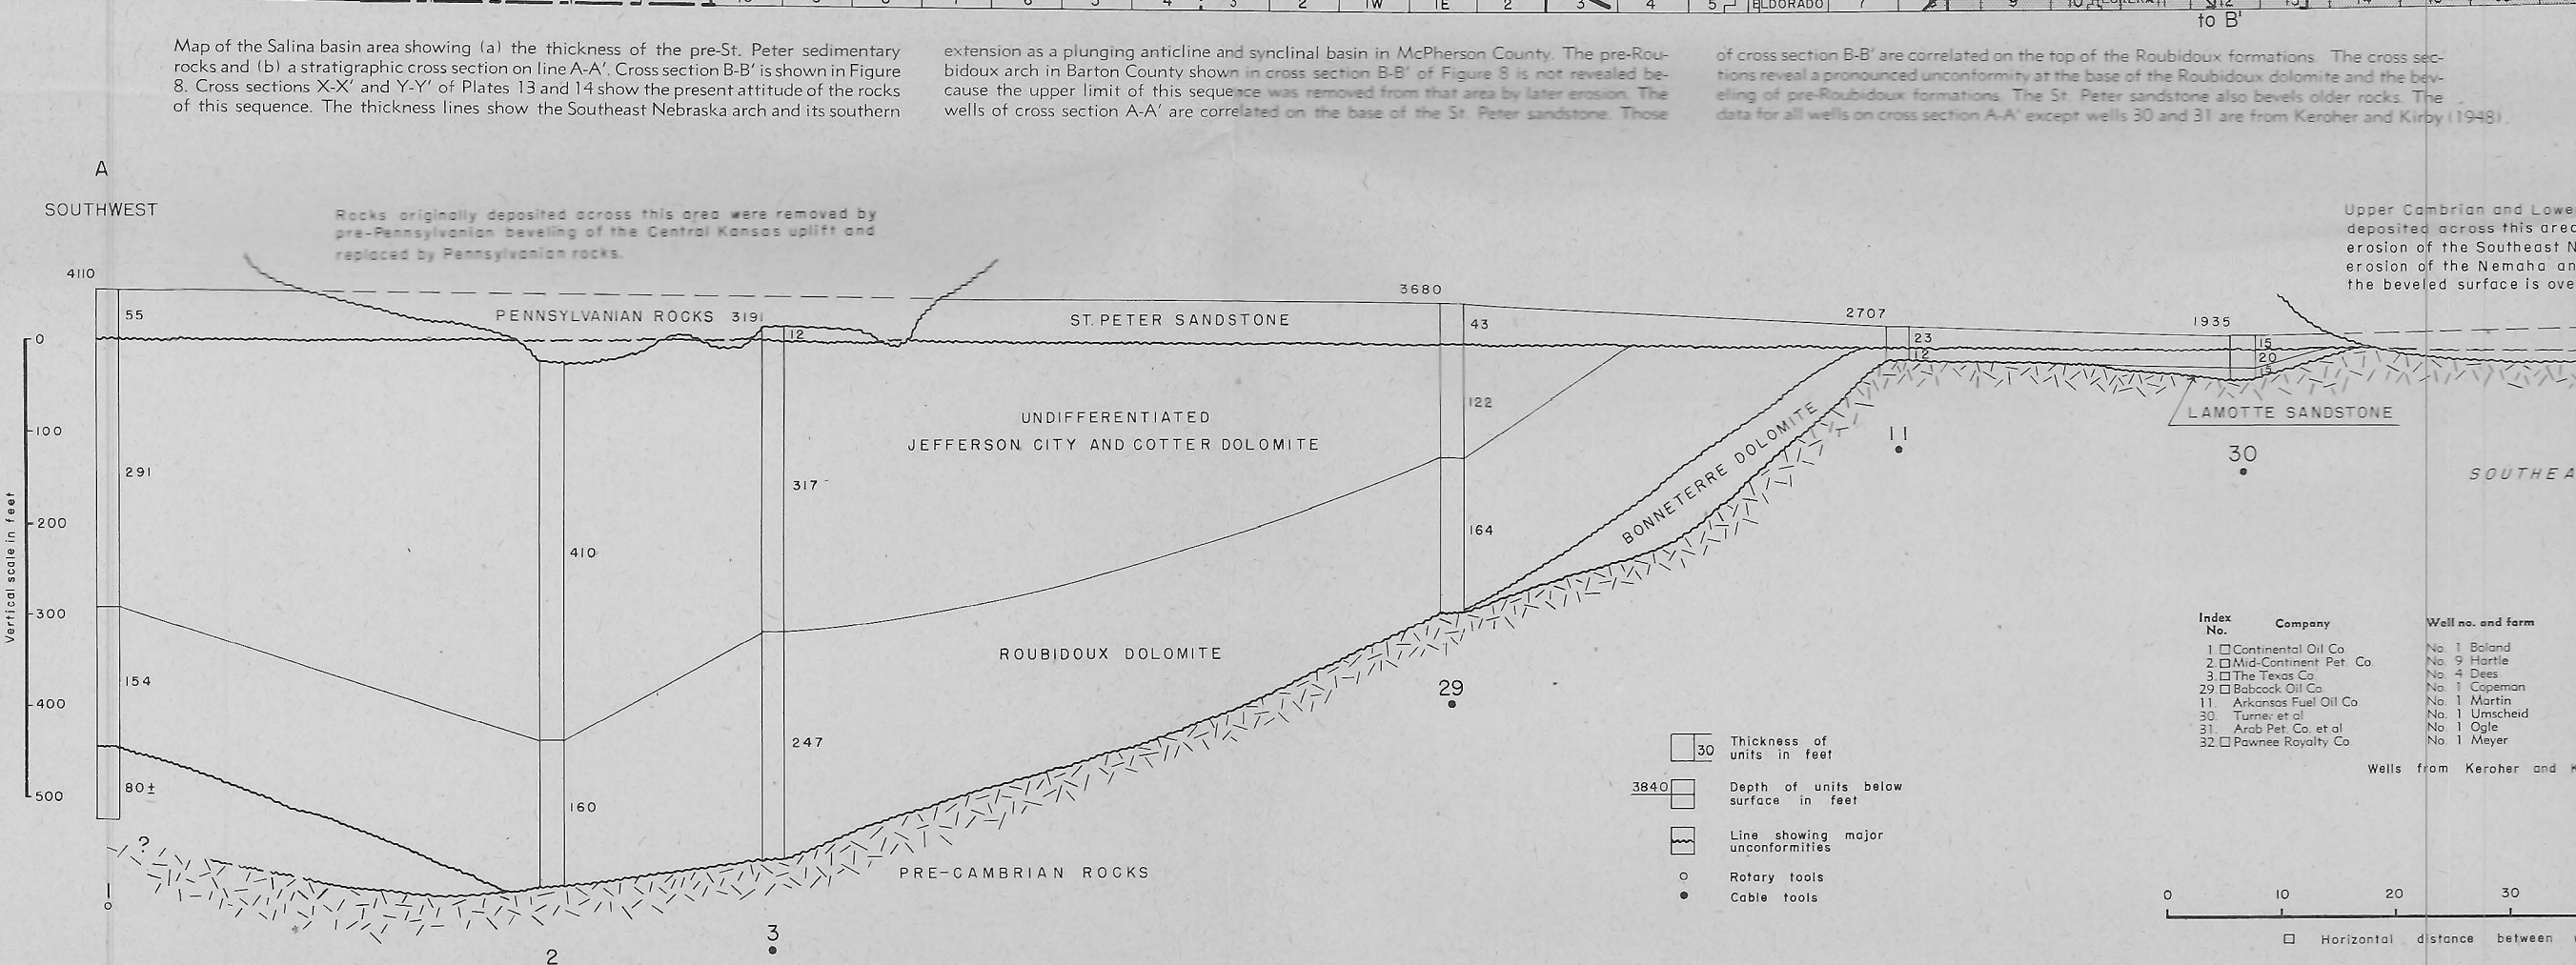 5
4
3
2
1W
1E
2
3
4
5
ELDORADO
7
9
10
12
to B'
Map of the Salina basin area showing (a) the thickness of the pre-St. Peter sedimentary
rocks and (b) a stratigraphic cross section on line A-A'. Cross section B-B' is shown in Figure
8. Cross sections X-X' and Y-Y' of Plates 13 and 14 show the present attitude of the rocks
of this sequence. The thickness lines show the Southeast Nebraska arch and its southern
extension as a plunging anticline and synclinal basin in McPherson County. The pre-Rou-
bidoux arch in Barton County shown in cross section B-B' of Figure 8 is not revealed be-
cause the upper limit of this sequence was removed from that area by later erosion. The
wells of cross section A-A' are correlated on the base of the St. Peter sandstone. Those
of cross section B-B' are correlated on the top of the Roubidoux formations. The cross sec-
tions reveal a pronounced unconformity at the base of the Roubidoux dolomite and the bev-
eling of pre-Roubidoux formations. The St. Peter sandstone also bevels older rocks. The
data for all wells on cross section A-A' except wells 30 and 31 are from Keroher and Kirby (1948).
A
SOUTHWEST
Rocks originally deposited across this area were removed by
pre-Pennsylvanian beveling of the Central Kansas uplift and
replaced by Pennsylvanian rocks.
Upper Cambrian and Lowe
deposited across this area
erosion of the Southeast N
erosion of the Nemaha an
the beveled surface is ove
4110
3680
2707
1935
55
PENNSYLVANIAN ROCKS 3191
ST. PETER SANDSTONE
43
23
15
0
12
12
20
15
100
122
UNDIFFERENTIATED
JEFFERSON CITY AND COTTER DOLOMITE
LAMOTTE SANDSTONE
11
30
291
317
SOUTHEA
Vertical scale in feet
200
BONNETERRE DOLOMITE
164
410
300
ROUBIDOUX DOLOMITE
154
29
400
247
80±
500
160
?
PRE-CAMBRIAN ROCKS
1
2
3
Index No.
Company
Well no. and farm
1 Continental Oil Co. No. 1 Boland
2. Mid-Continent Pet. Co. No. 9 Hartle
3. The Texas Co. No. 4 Dees
29 Babcock Oil Co. No. 1 Copeman
11. Arkansas Fuel Oil Co No. 1 Martin
30. Turner et al No. 1 Umscheid
31. Arab Pet. Co. et al No. 1 Ogle
32 Pawnee Royalty Co. No. 1 Meyer
Wells from Keroher and K
30
Thickness of
units in feet
3840
Depth of units below
surface in feet
Line showing major
unconformities
Rotary tools
Cable tools
0 10 20 30
Horizontal distance between